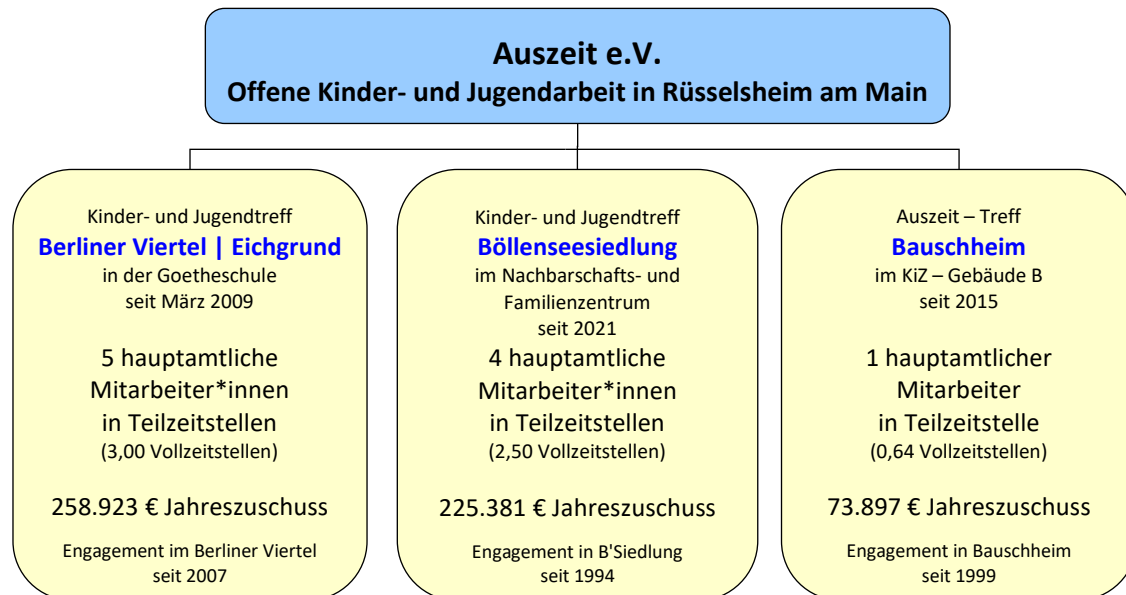 Auszeit e.V.
Offene Kinder- und Jugendarbeit in Rüsselsheim am Main
Kinder- und Jugendtreff
Berliner Viertel | Eichgrund
in der Goetheschule
seit März 2009
5 hauptamtliche
Mitarbeiter*innen
in Teilzeitstellen
(3,00 Vollzeitstellen)
258.923 € Jahreszuschuss
Engagement im Berliner Viertel
seit 2007
Kinder- und Jugendtreff
Böllenseesiedlung
im Nachbarschafts- und
Familienzentrum
seit 2021
4 hauptamtliche
Mitarbeiter*innen
in Teilzeitstellen
(2,50 Vollzeitstellen)
225.381 € Jahreszuschuss
Engagement in B'Siedlung
seit 1994
Auszeit – Treff
Bauschheim
im KiZ – Gebäude B
seit 2015
1 hauptamtlicher
Mitarbeiter
in Teilzeitstelle
(0,64 Vollzeitstellen)
73.897 € Jahreszuschuss
Engagement in Bauschheim
seit 1999